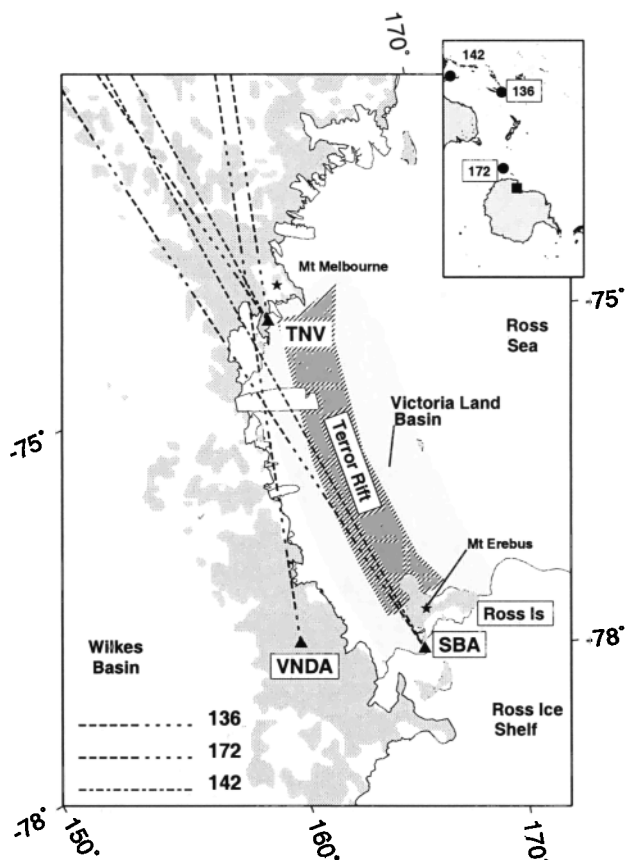 170°
142
136
172
Mt Melbourne
-75°
TNV
Ross
Sea
Victoria Land
Basin
-75°
Terror Rift
Mt Erebus
Ross Is
-78°
SBA
VNDA
Wilkes
Basin
Ross Ice
Shelf
136
172
142
-78°
150°
160°
170°